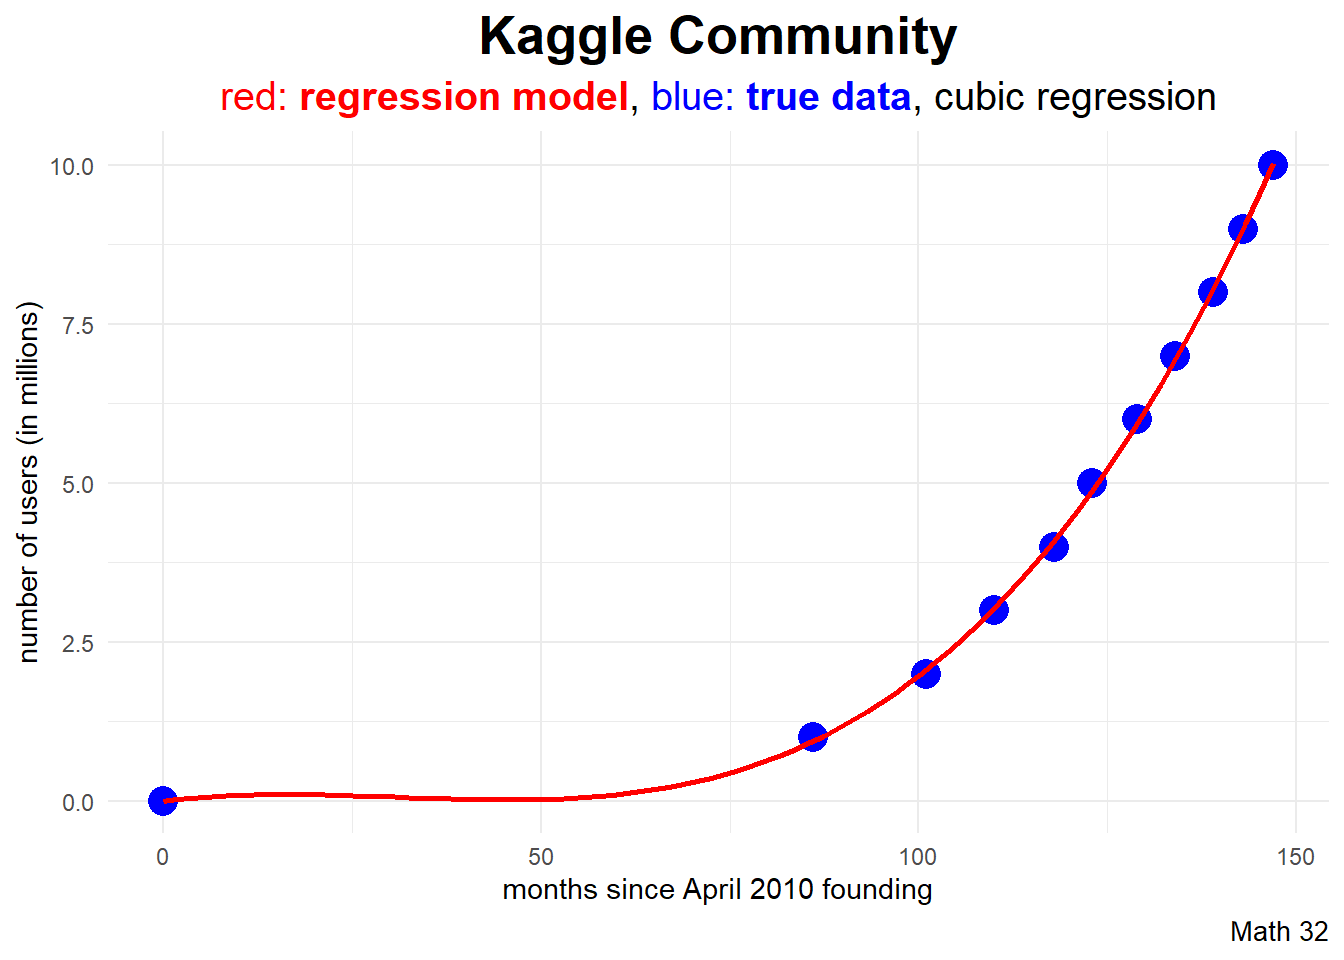 Kaggle Community
red: regression model, blue: true data, cubic regression
10.0
7.5
5.0
2.5
0.0
number of users (in millions)
0 50 100 150
months since April 2010 founding
Math 32